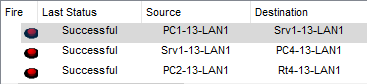 Fire Last Status Source Destination
Successful PC1-13-LAN1 Srv1-13-LAN1
Successful Srv1-13-LAN1 PC4-13-LAN1
Successful PC2-13-LAN1 Rt4-13-LAN1